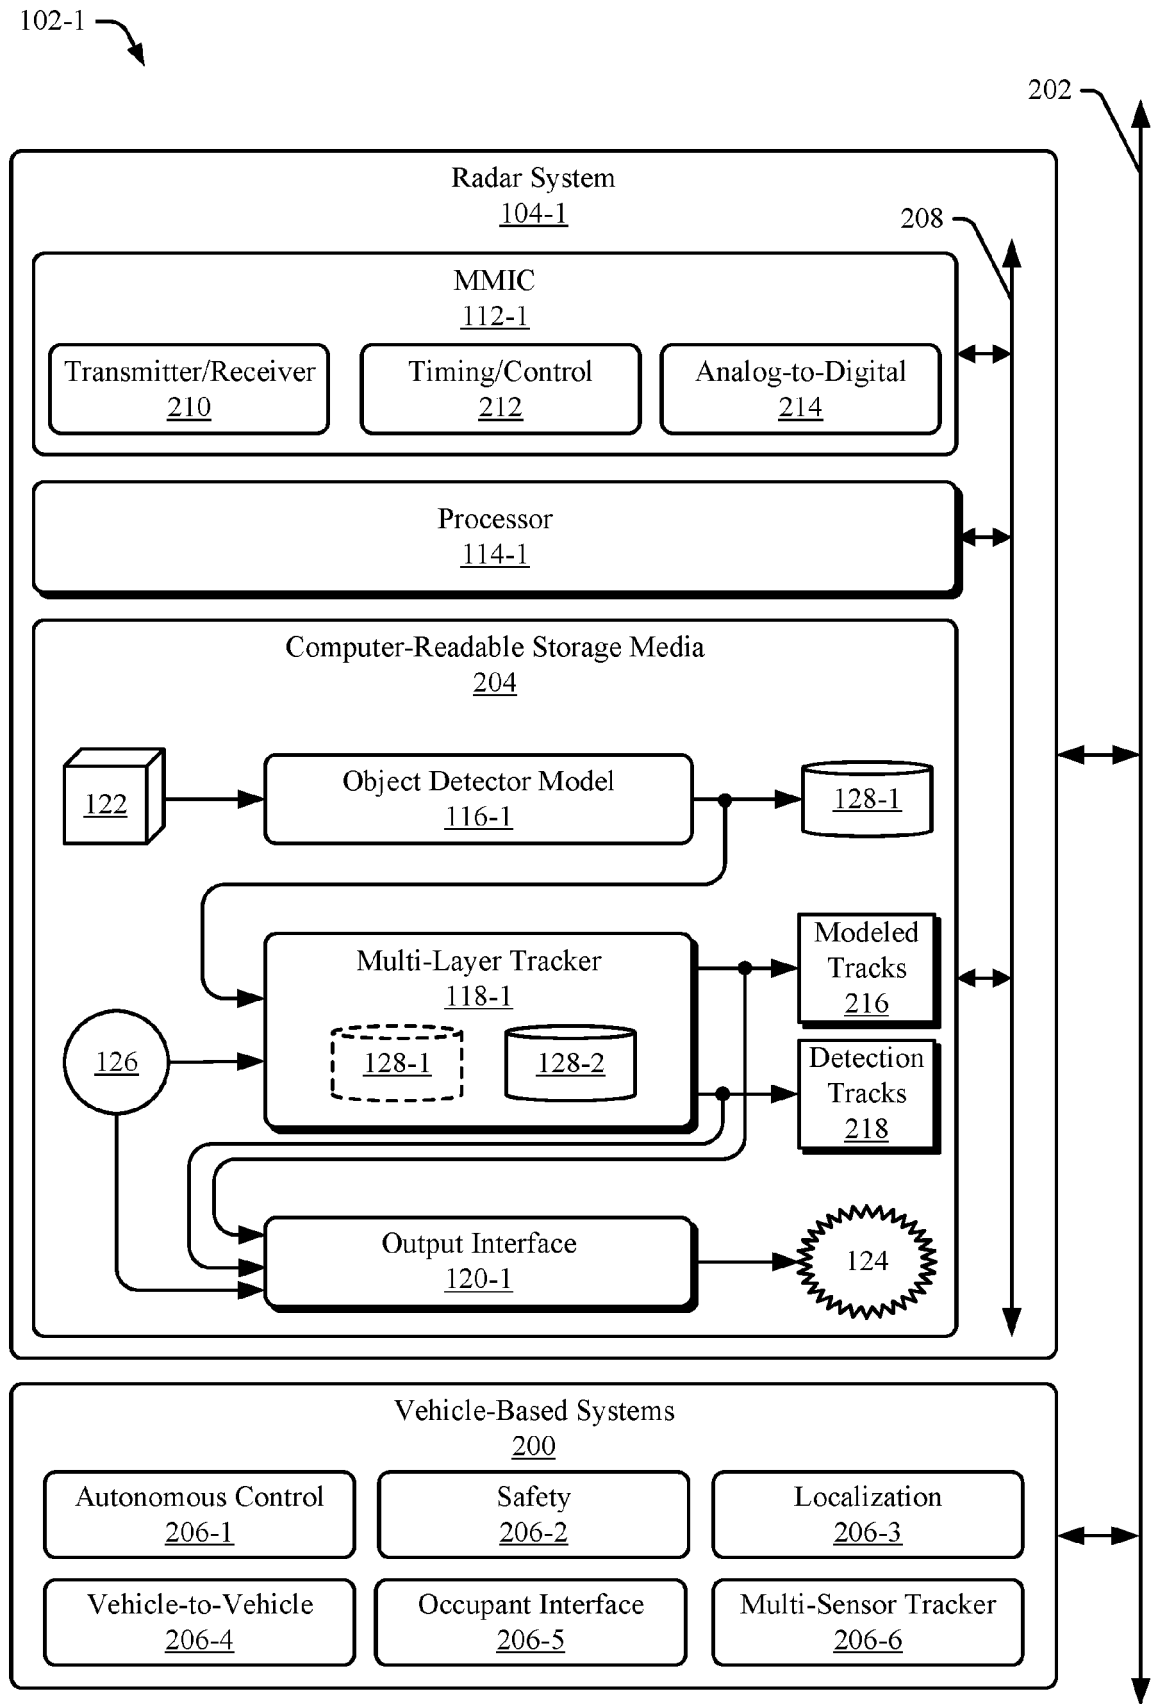 102-1
202
Radar System
104-1
208
MMIC
112-1
Transmitter/Receiver
210
Timing/Control
212
Analog-to-Digital
214
Processor
114-1
Computer-Readable Storage Media
204
122
Object Detector Model
116-1
128-1
Multi-Layer Tracker
118-1
128-1
128-2
Modeled
Tracks
216
126
Detection
Tracks
218
Output Interface
120-1
124
Vehicle-Based Systems
200
Autonomous Control
206-1
Safety
206-2
Localization
206-3
Vehicle-to-Vehicle
206-4
Occupant Interface
206-5
Multi-Sensor Tracker
206-6